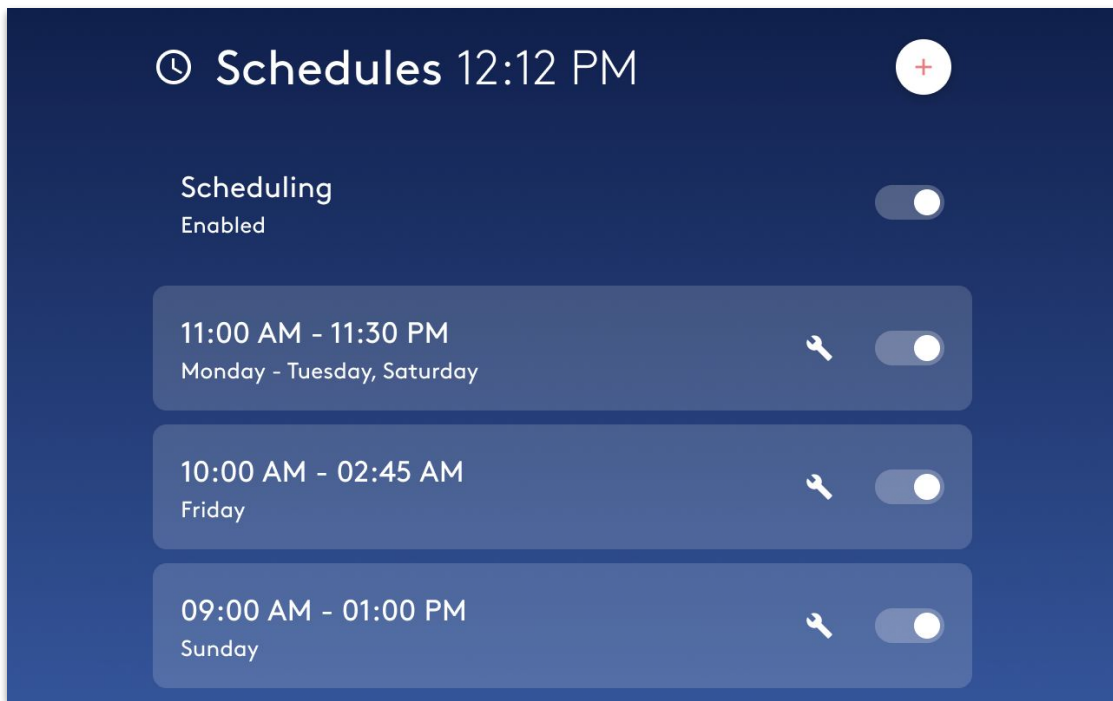 Schedules 12:12 PM
Scheduling
Enabled
11:00 AM - 11:30 PM
Monday - Tuesday, Saturday
10:00 AM - 02:45 AM
Friday
09:00 AM - 01:00 PM
Sunday